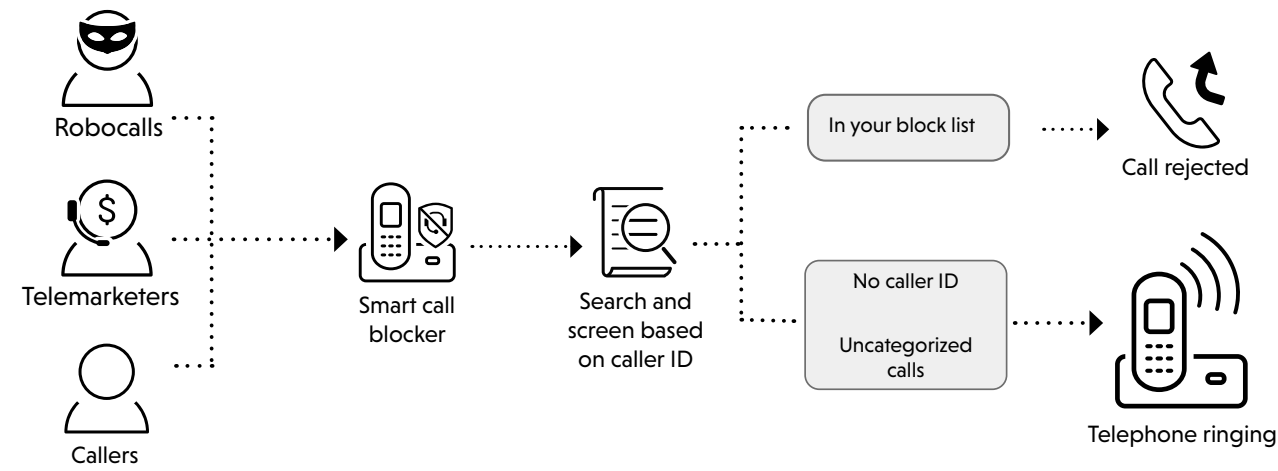 Robocalls
Telemarketers
$
Callers
Smart call
blocker
Search and
screen based
on caller ID
In your block list
No caller ID
Uncategorized
calls
Call rejected
Telephone ringing